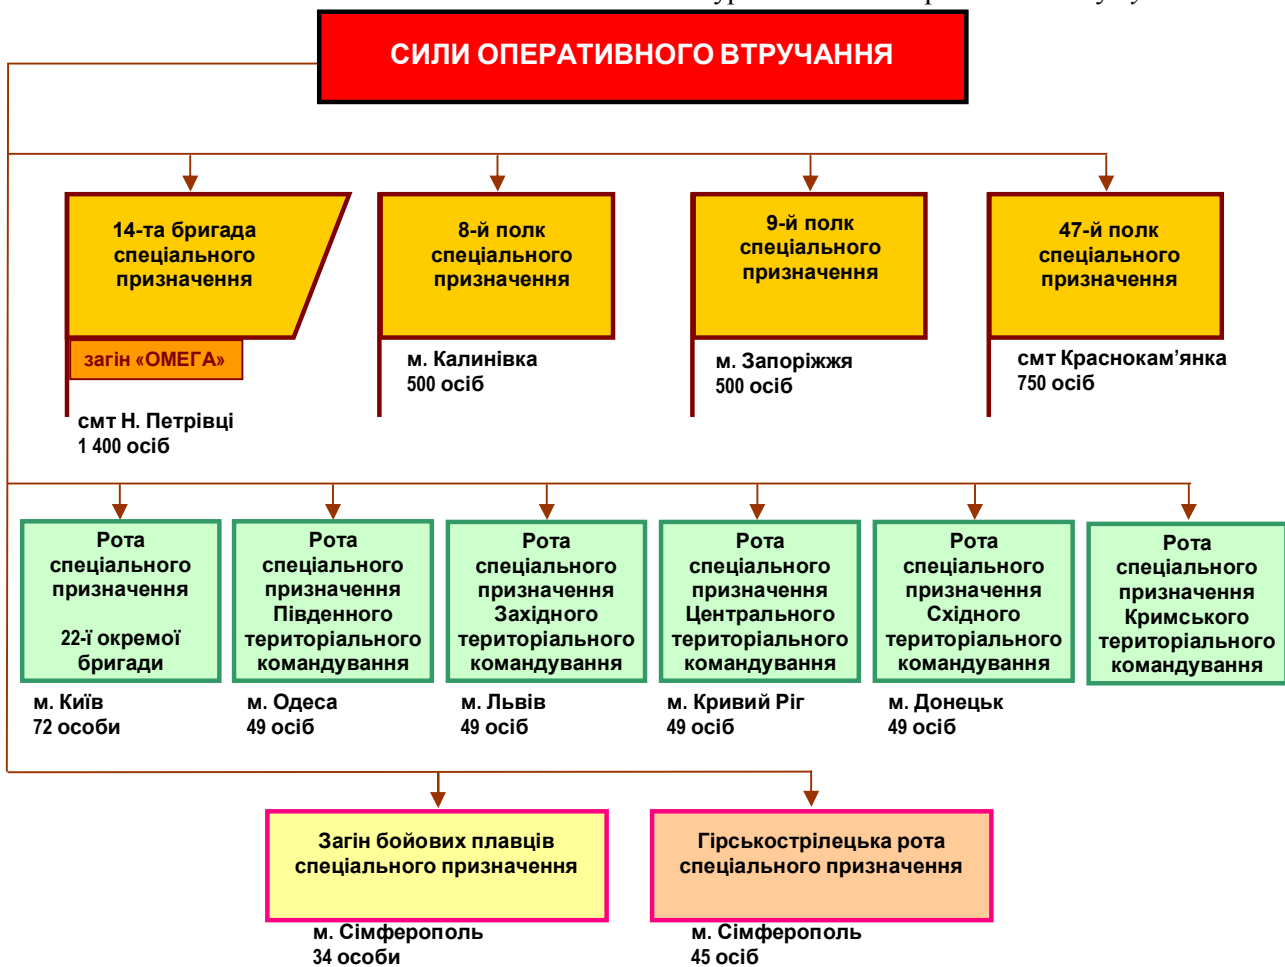 СИЛИ ОПЕРАТИВНОГО ВТРУЧАННЯ
14-та бригада
спеціального
призначення
загін «ОМЕГА»
смт Н. Петрівці
1 400 осіб
8-й полк
спеціального
призначення
м. Калинівка
500 осіб
9-й полк
спеціального
призначення
м. Запоріжжя
500 осіб
47-й полк
спеціального
призначення
смт Краснокам’янка
750 осіб
Рота
спеціального
призначення
22-ї окремої
бригади
м. Київ
72 особи
Рота
спеціального
призначення
Південного
територіального
командування
м. Одеса
49 осіб
Рота
спеціального
призначення
Західного
територіального
командування
м. Львів
49 осіб
Рота
спеціального
призначення
Центрального
територіального
командування
м. Кривий Ріг
49 осіб
Рота
спеціального
призначення
Східного
територіального
командування
м. Донецьк
49 осіб
Рота
спеціального
призначення
Кримського
територіального
командування
Загін бойових плавців
спеціального призначення
м. Сімферополь
34 особи
Гірськострілецька рота
спеціального призначення
м. Сімферополь
45 осіб